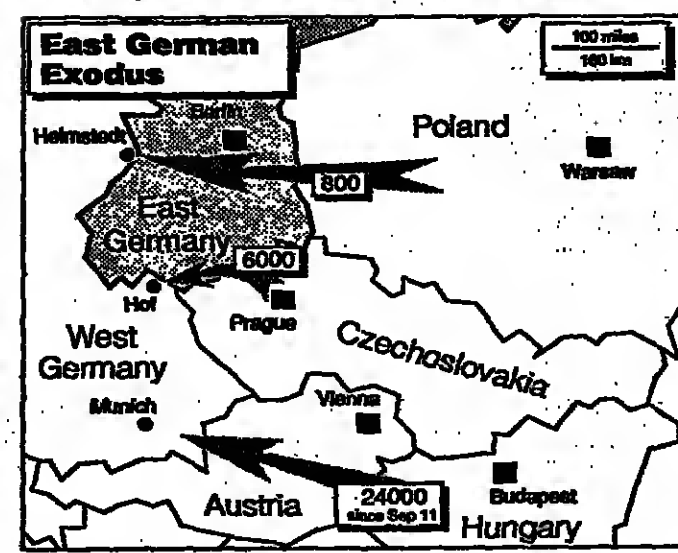 East German
Exodus
100 miles
160 km
Berlin
Helmstedt
Poland
Warsaw
800
East
Germany
6000
Hof
Prague
West
Germany
Czechoslovakia
Munich
Vienna
24000
since Sep 11
Budapest
Austria
Hungary